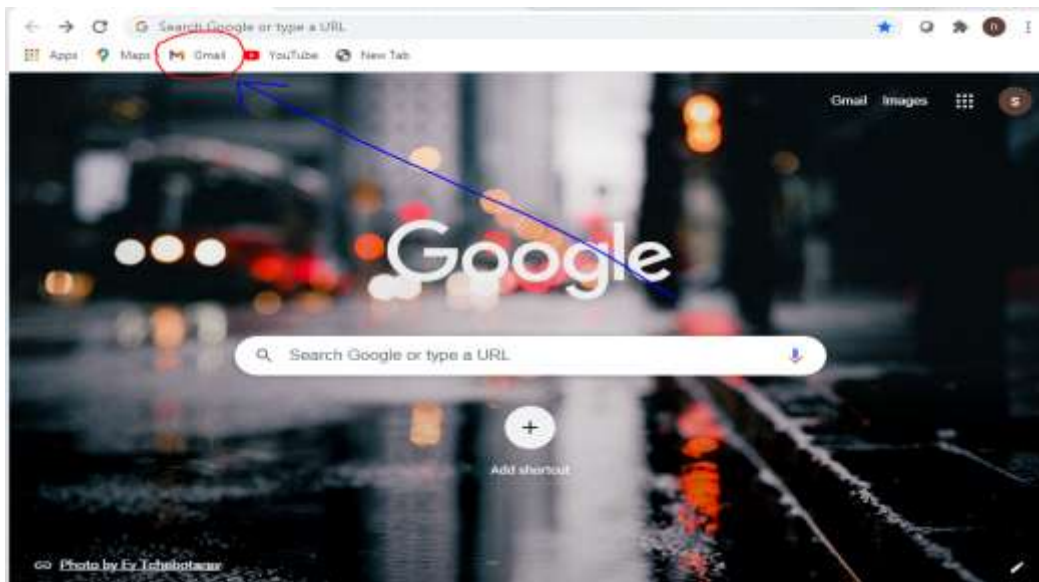 Search Google or type a URL
Apps Maps Gmail YouTube New Tab
Gmail Images S
Google
Search Google or type a URL
Add shortcut
Photo by Ey Tchebotarev